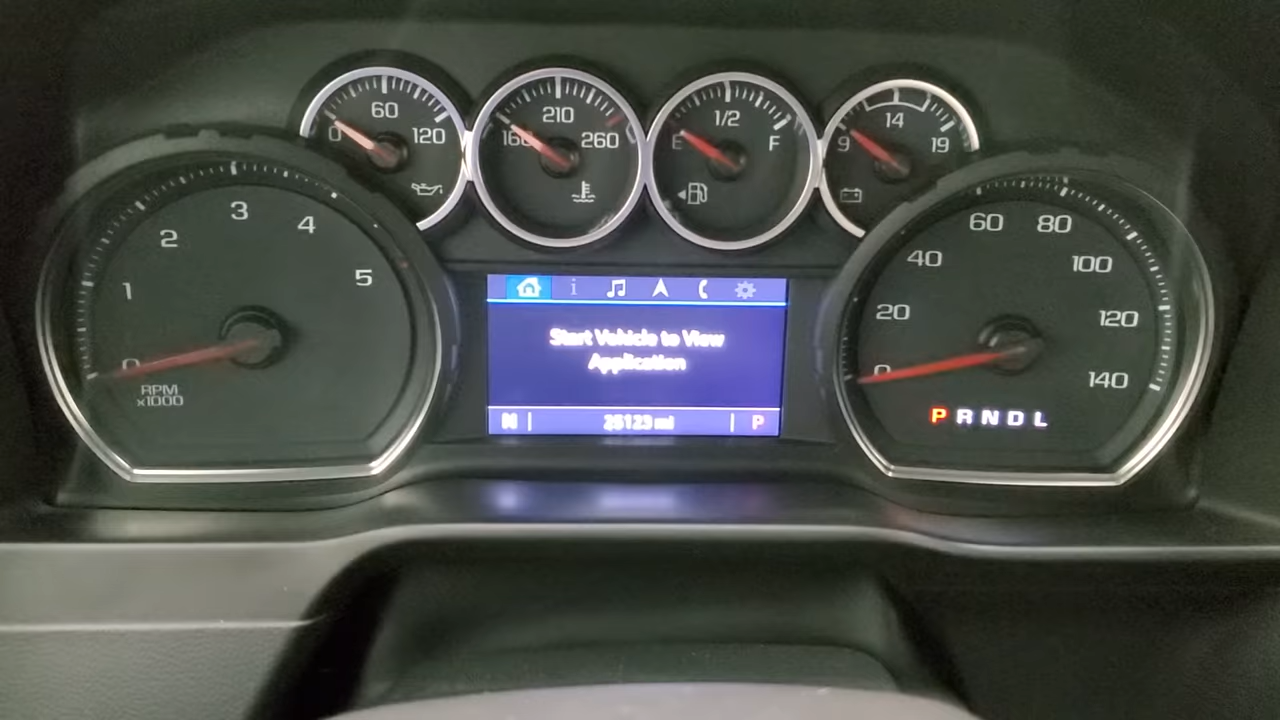 0 60 120
160 210 260
E 1/2 F
9 14 19
0 1 2 3 4 5
RPM
x1000
i
Start Vehicle to View
Application
N 25123 mi P
0 20 40 60 80 100 120 140
P R N D L